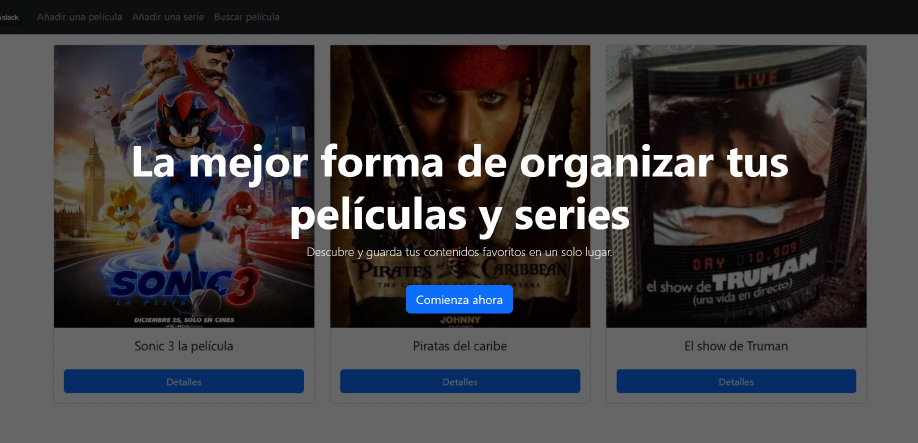 slack Añadir una película Añadir una serie Buscar película
LIVE
La mejor forma de organizar tus
películas y series
Descubre y guarda tus contenidos favoritos en un solo lugar.
DAY 10,909
PIRATES OF THE CARIBBEAN
SONIC 3
LA PELÍCULA
el show de TRUMAN
(una vida en directo)
Comienza ahora
DICIEMBRE 25, SOLO EN CINES
JOHNNY
Sonic 3 la película
Piratas del caribe
El show de Truman
Detalles
Detalles
Detalles